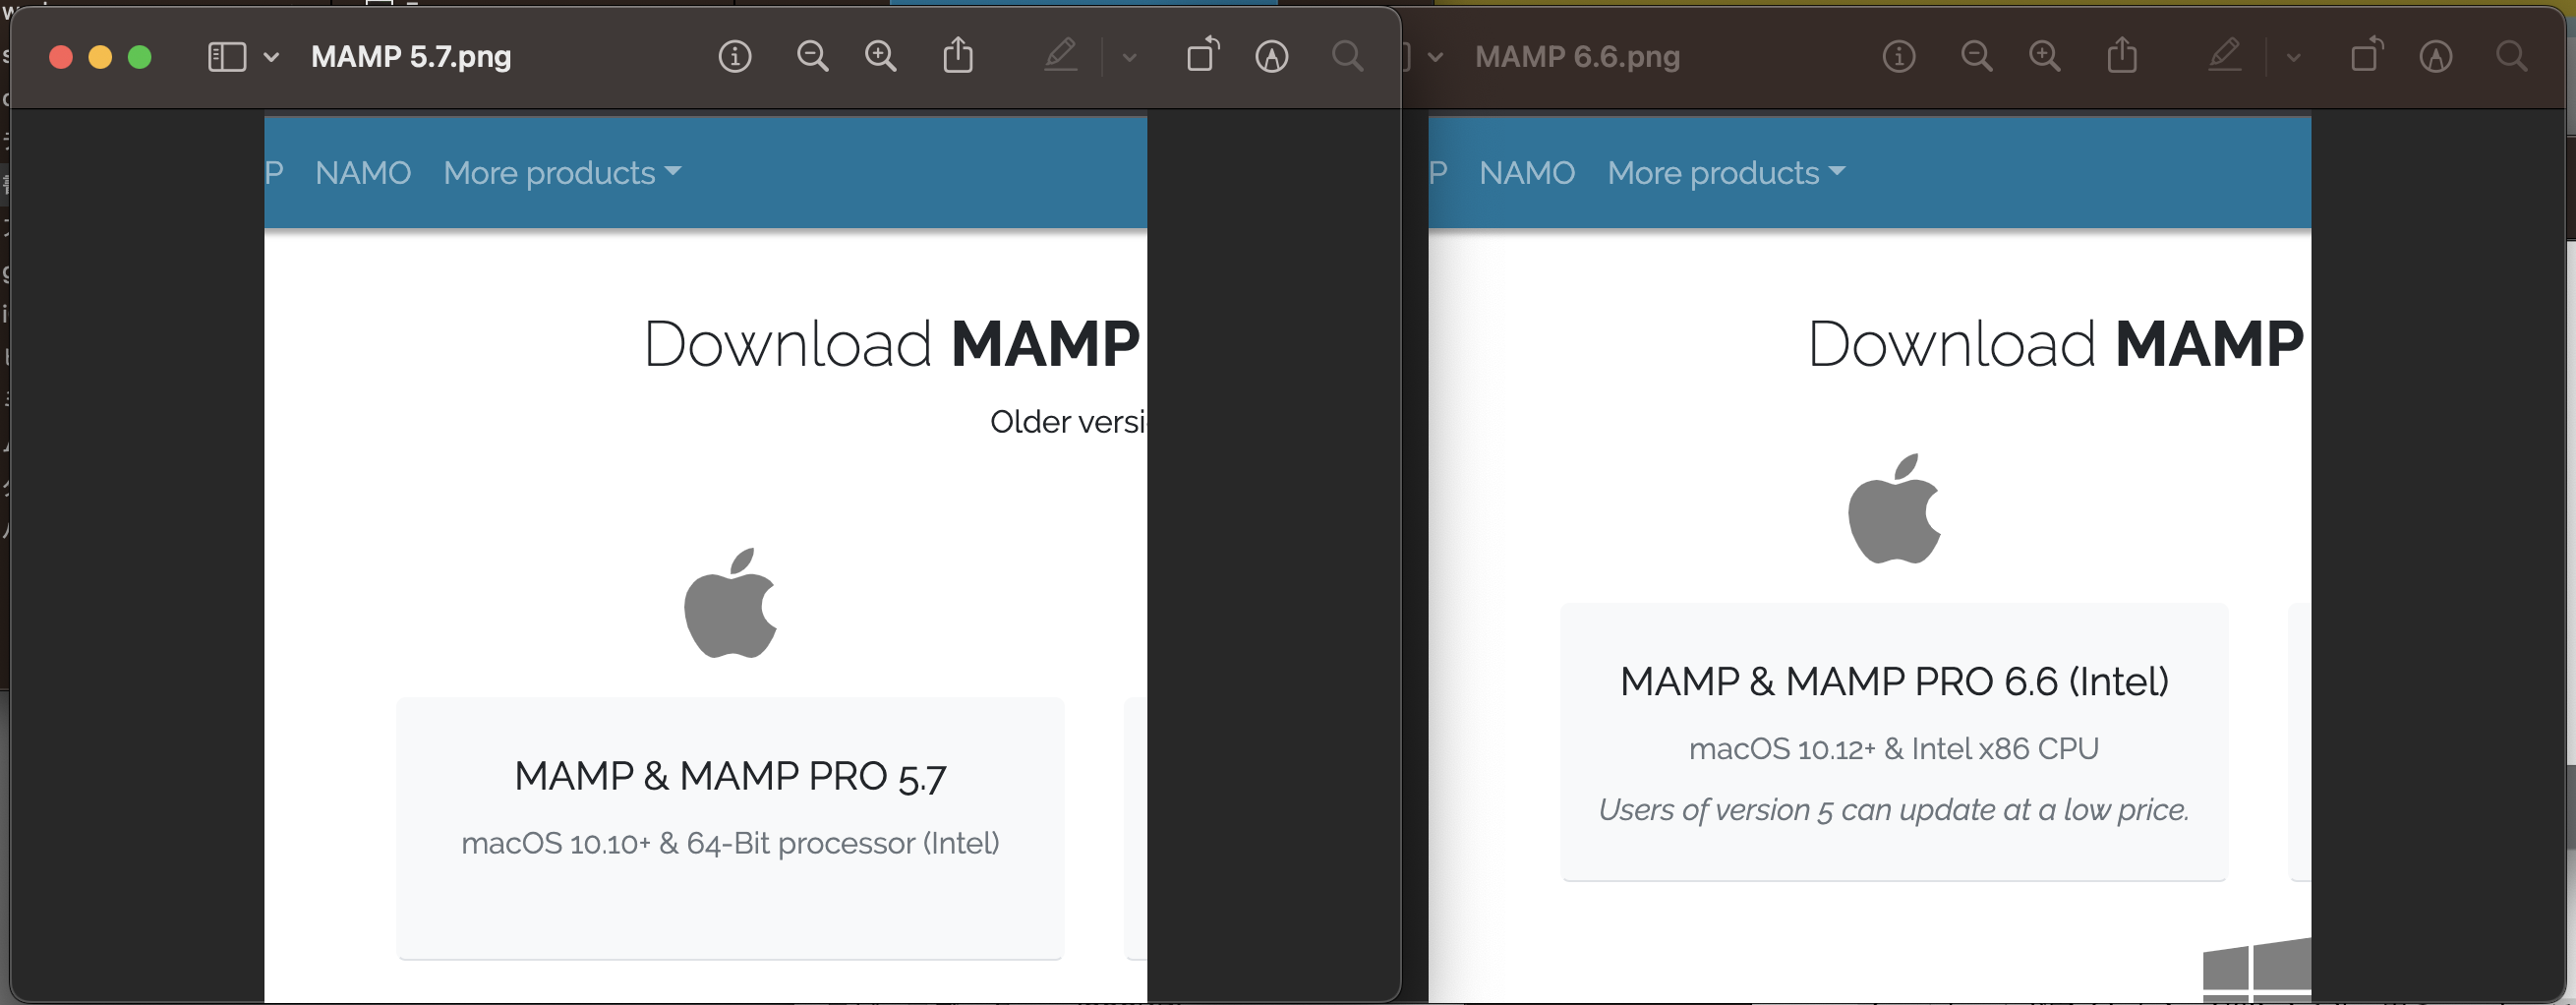 MAMP 5.7.png
P NAMO More products
Download MAMP
Older versi
MAMP & MAMP PRO 5.7
macOS 10.10+ & 64-Bit processor (Intel)
MAMP 6.6.png
P NAMO More products
Download MAMP
MAMP & MAMP PRO 6.6 (Intel)
macOS 10.12+ & Intel x86 CPU
Users of version 5 can update at a low price.